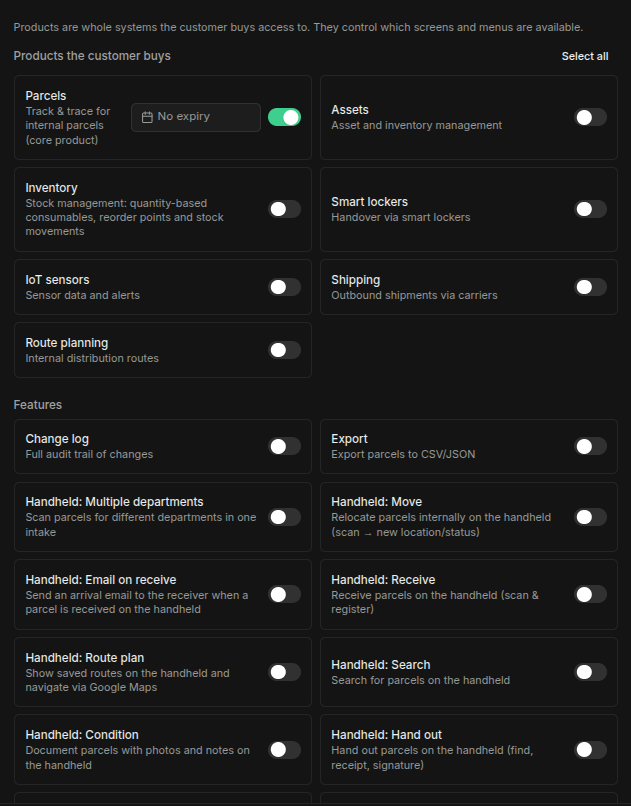 Products are whole systems the customer buys access to. They control which screens and menus are available.
Products the customer buys
Select all
Parcels
Track & trace for
internal parcels
(core product)
No expiry
Assets
Asset and inventory management
Inventory
Stock management: quantity-based
consumables, reorder points and stock
movements
Smart lockers
Handover via smart lockers
IoT sensors
Sensor data and alerts
Shipping
Outbound shipments via carriers
Route planning
Internal distribution routes
Features
Change log
Full audit trail of changes
Export
Export parcels to CSV/JSON
Handheld: Multiple departments
Scan parcels for different departments in one
intake
Handheld: Move
Relocate parcels internally on the handheld
(scan → new location/status)
Handheld: Email on receive
Send an arrival email to the receiver when a
parcel is received on the handheld
Handheld: Receive
Receive parcels on the handheld (scan &
register)
Handheld: Route plan
Show saved routes on the handheld and
navigate via Google Maps
Handheld: Search
Search for parcels on the handheld
Handheld: Condition
Document parcels with photos and notes on
the handheld
Handheld: Hand out
Hand out parcels on the handheld (find,
receipt, signature)